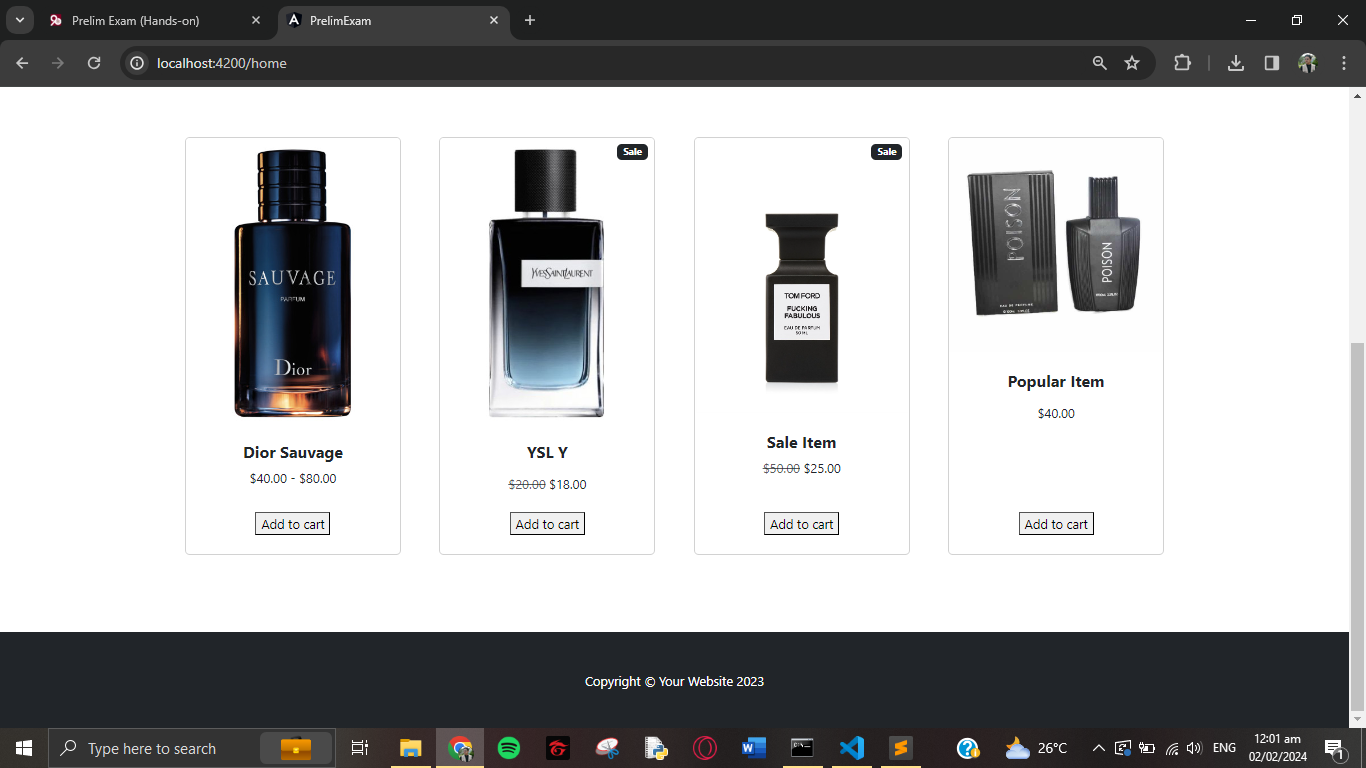 Prelim Exam (Hands-on)
PrelimExam
localhost:4200/home
Sale
Sale
SAUVAGE
PARFUM
Dior
YVESSAINTLAURENT
TOM FORD
FUCKING
FABULOUS
EAU DE PARFUM
50 ML
POISON
EAU DE PARFUME
POISON
Dior Sauvage
$40.00 - $80.00
Add to cart
YSL Y
$20.00 $18.00
Add to cart
Sale Item
$50.00 $25.00
Add to cart
Popular Item
$40.00
Add to cart
Copyright © Your Website 2023
Type here to search
26°C
ENG
12:01 am
02/02/2024
1